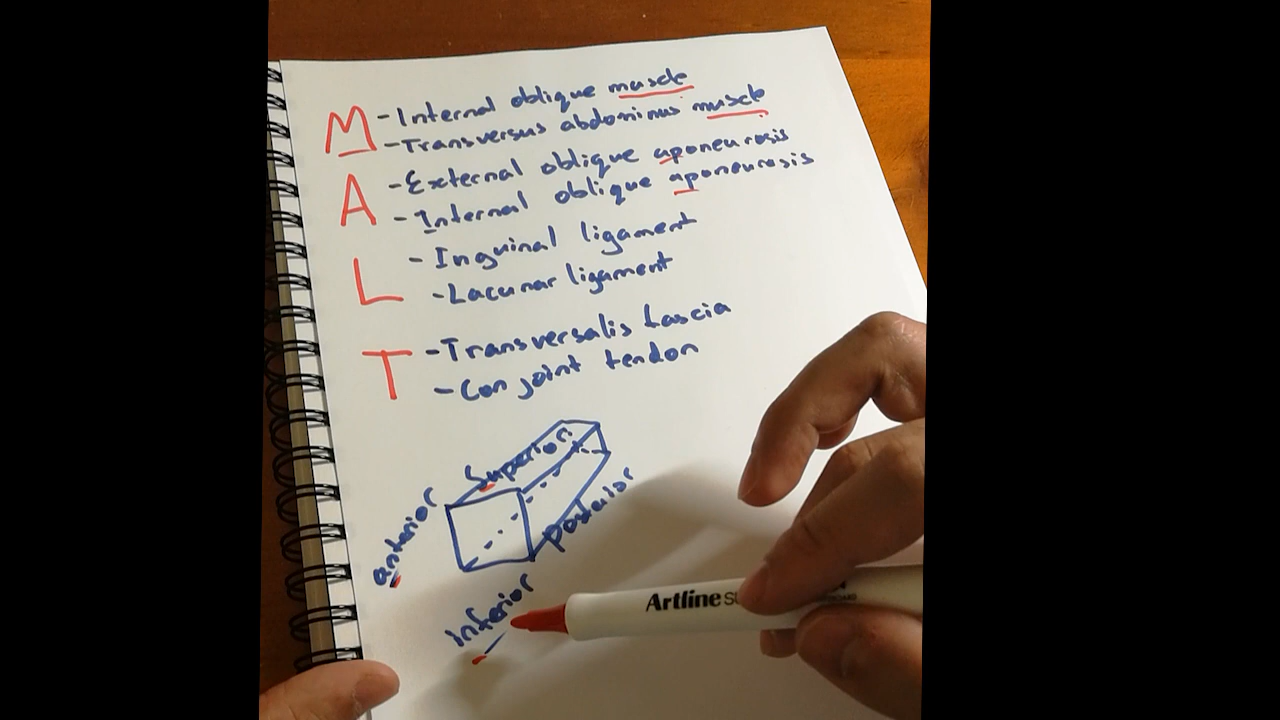 M - Internal oblique muscle
- Transversus abdominus muscle
A - External oblique aponeurosis
- Internal oblique aponeurosis
L - Inguinal ligament
- Lacunar ligament
T - Transversalis fascia
- Conjoint tendon
Superior
anterior
Posterior
inferior
Artline